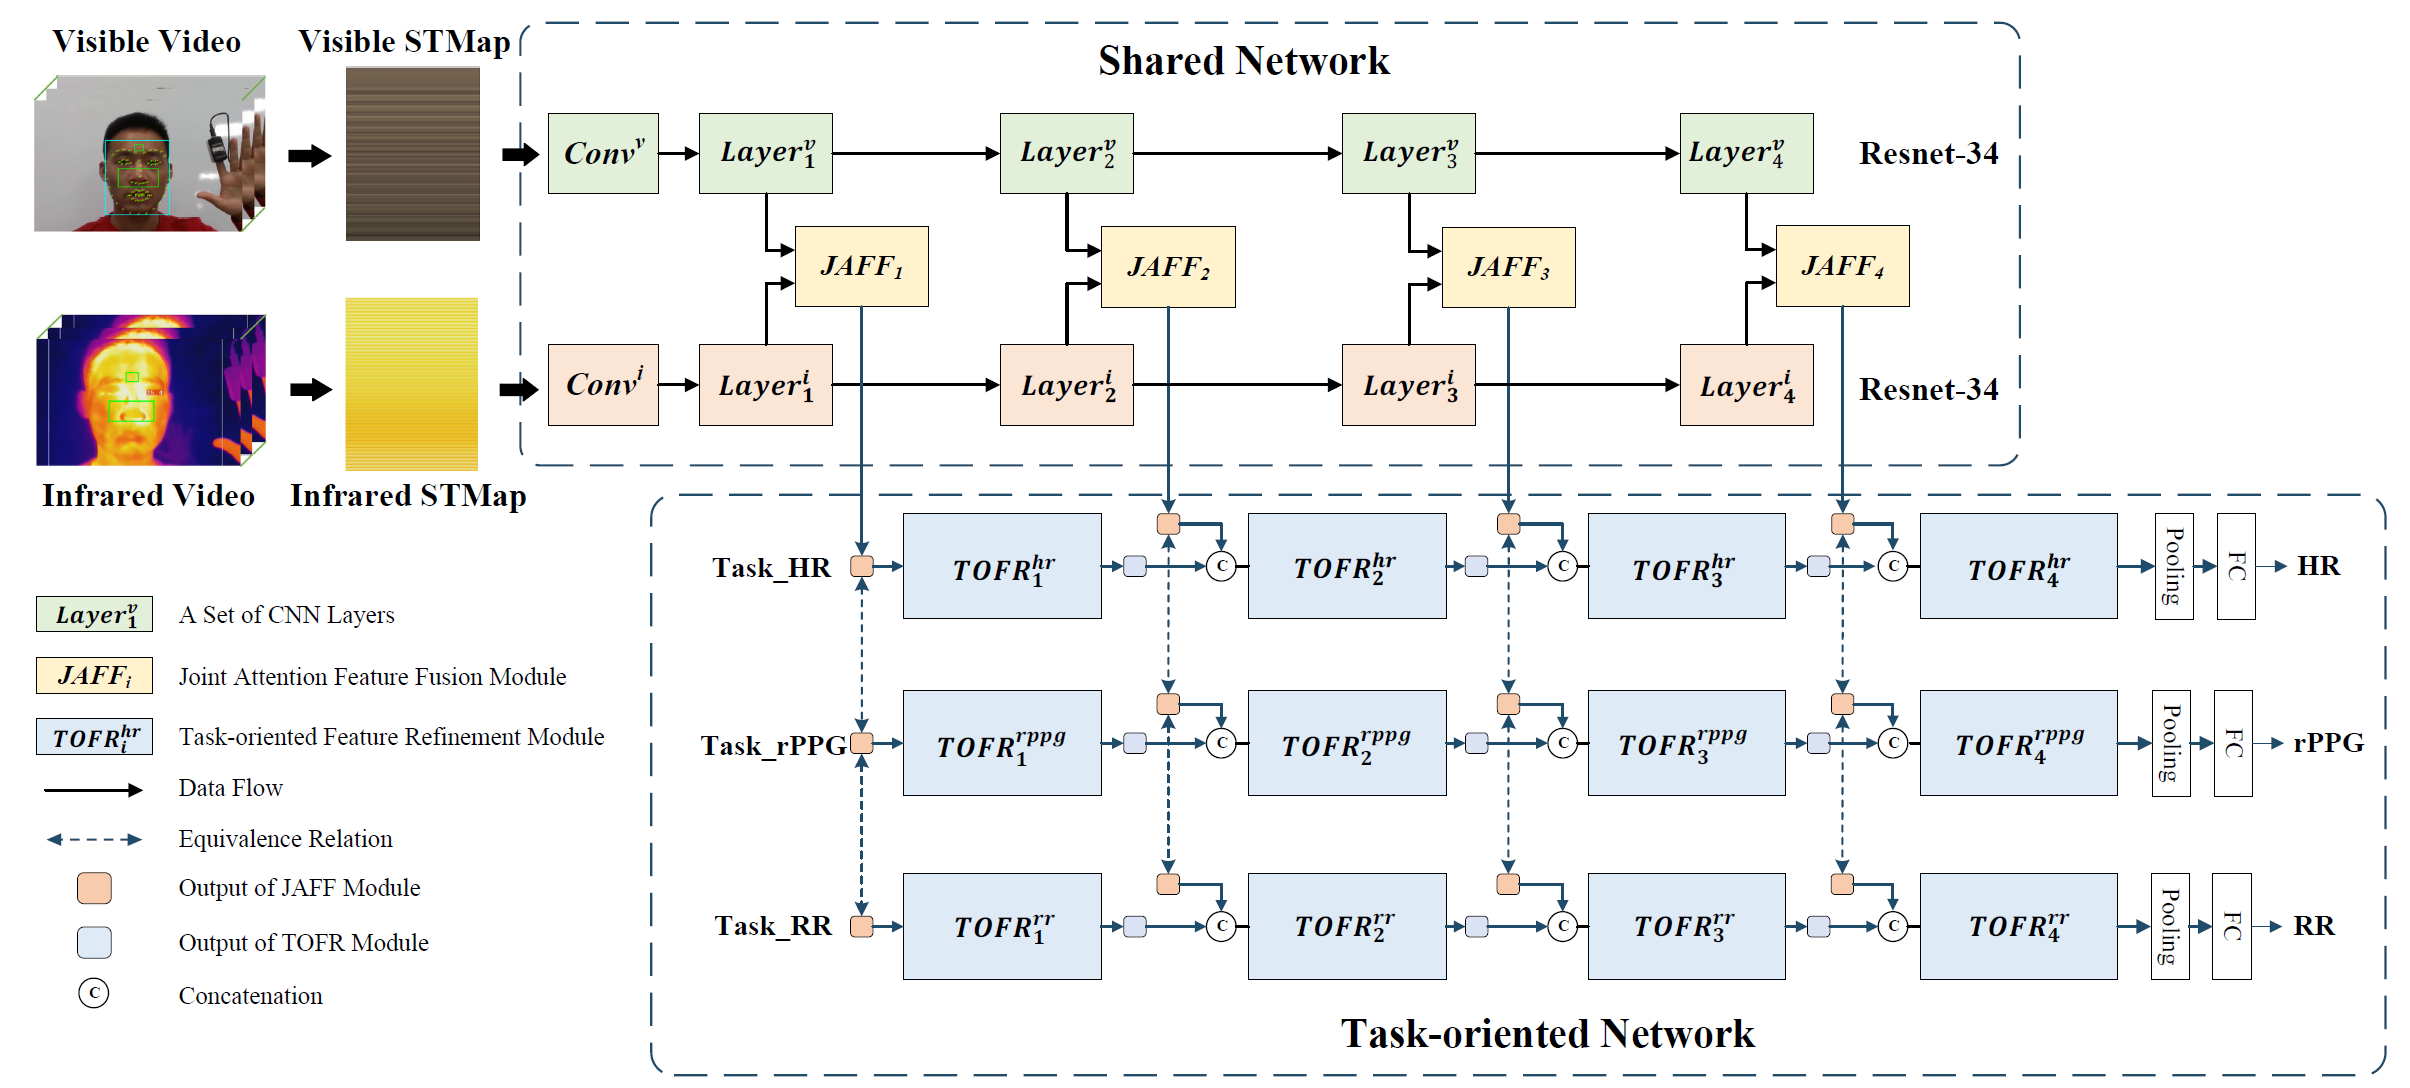 Visible Video
Visible STMap
Shared Network
Conv^v
Layer_1^v
Layer_2^v
Layer_3^v
Layer_4^v
Resnet-34
JAFF_1
JAFF_2
JAFF_3
JAFF_4
Conv^i
Layer_1^i
Layer_2^i
Layer_3^i
Layer_4^i
Resnet-34
Infrared Video
Infrared STMap
Task_HR
TOFR_1^hr
C
TOFR_2^hr
C
TOFR_3^hr
C
TOFR_4^hr
Pooling
FC
HR
Task_rPPG
TOFR_1^rppg
C
TOFR_2^rppg
C
TOFR_3^rppg
C
TOFR_4^rppg
Pooling
FC
rPPG
Task_RR
TOFR_1^rr
C
TOFR_2^rr
C
TOFR_3^rr
C
TOFR_4^rr
Pooling
FC
RR
Task-oriented Network
Layer_1^v A Set of CNN Layers
JAFF_i Joint Attention Feature Fusion Module
TOFR_i^hr Task-oriented Feature Refinement Module
Data Flow
Equivalence Relation
Output of JAFF Module
Output of TOFR Module
C Concatenation